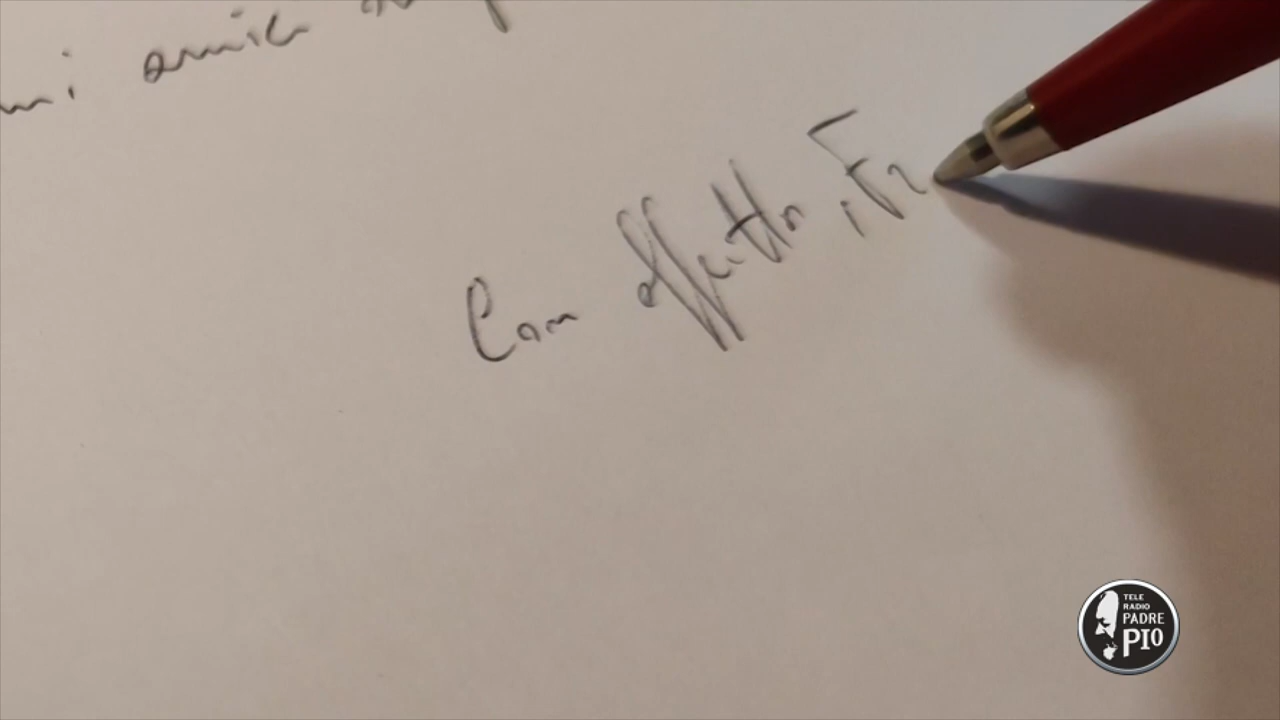 amici
Con affetto, Fr
TELE
RADIO
PADRE
PIO